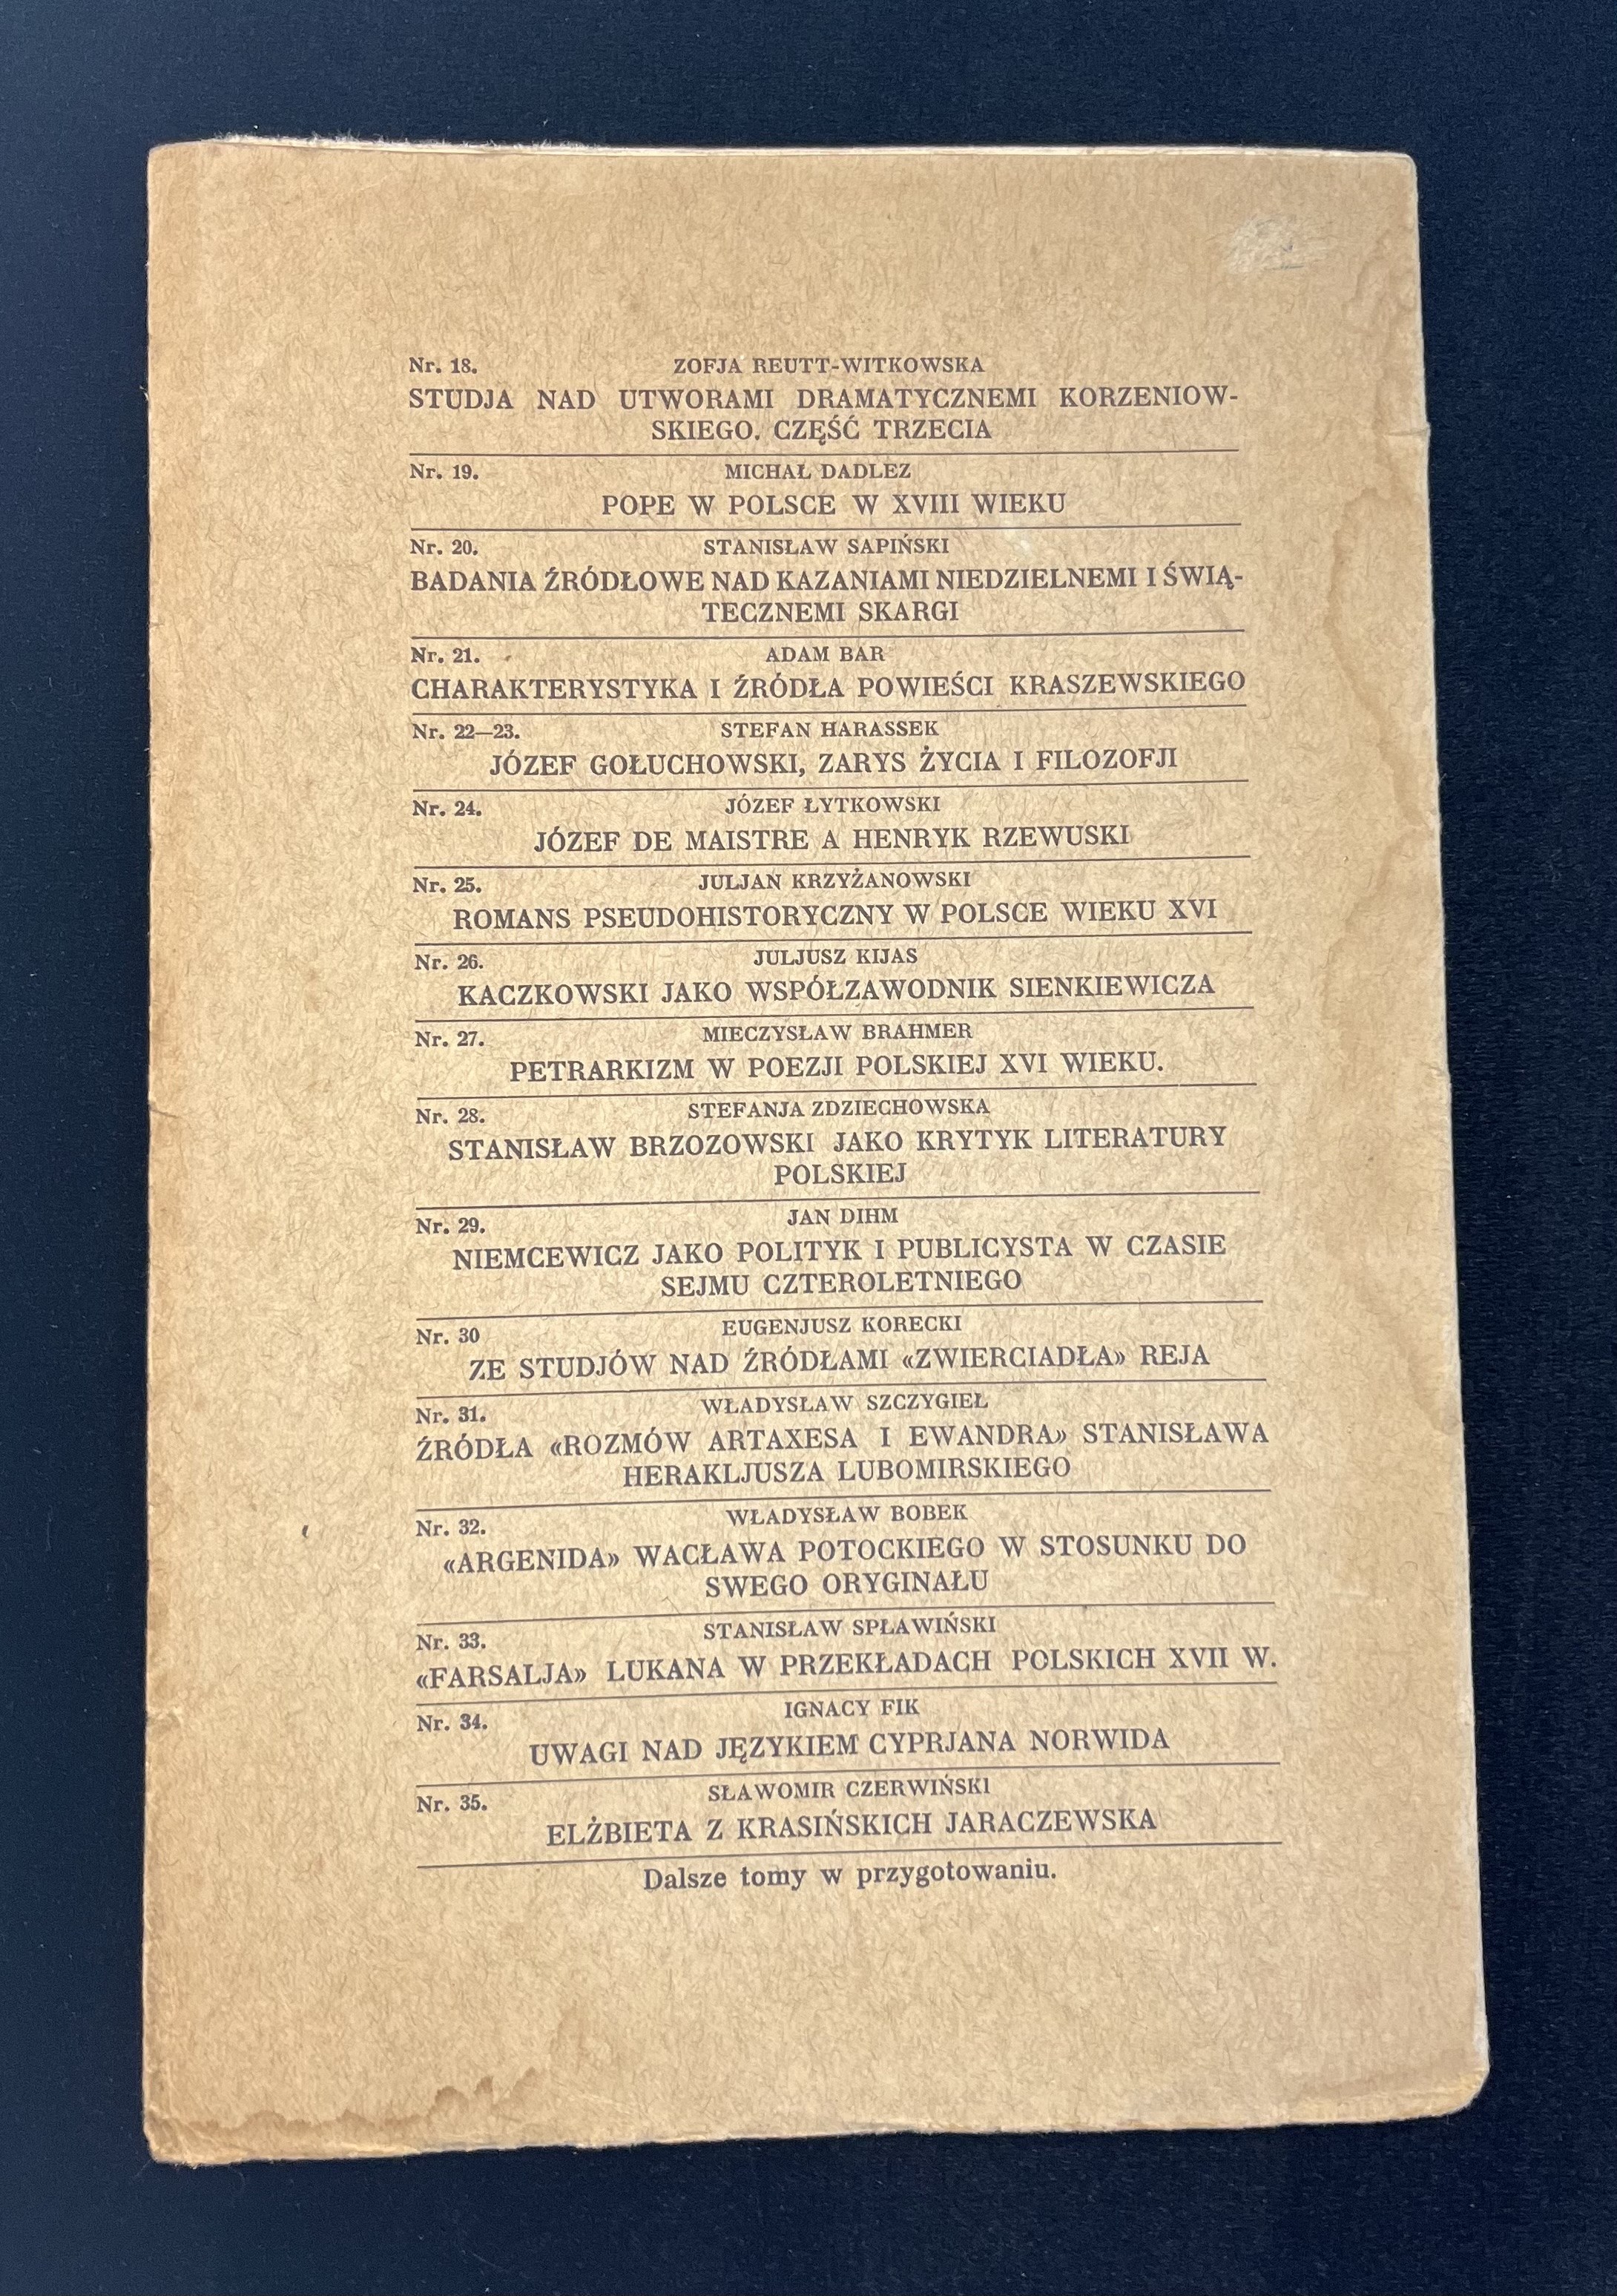 Nr. 18. ZOFJA REUTT-WITKOWSKA
STUDJA NAD UTWORAMI DRAMATYCZNEMI KORZENIOW-
SKIEGO. CZĘŚĆ TRZECIA
Nr. 19. MICHAŁ DADLEZ
POPE W POLSCE W XVIII WIEKU
Nr. 20. STANISŁAW SAPIŃSKI
BADANIA ŹRÓDŁOWE NAD KAZANIAMI NIEDZIELNEMI I ŚWIĄ-
TECZNEMI SKARGI
Nr. 21. ADAM BAR
CHARAKTERYSTYKA I ŹRÓDŁA POWIEŚCI KRASZEWSKIEGO
Nr. 22—23. STEFAN HARASSEK
JÓZEF GOŁUCHOWSKI, ZARYS ŻYCIA I FILOZOFJI
Nr. 24. JÓZEF ŁYTKOWSKI
JÓZEF DE MAISTRE A HENRYK RZEWUSKI
Nr. 25. JULJAN KRZYŻANOWSKI
ROMANS PSEUDOHISTORYCZNY W POLSCE WIEKU XVI
Nr. 26. JULJUSZ KIJAS
KACZKOWSKI JAKO WSPÓŁZAWODNIK SIENKIEWICZA
Nr. 27. MIECZYSŁAW BRAHMER
PETRARKIZM W POEZJI POLSKIEJ XVI WIEKU.
Nr. 28. STEFANJA ZDZIECHOWSKA
STANISŁAW BRZOZOWSKI JAKO KRYTYK LITERATURY
POLSKIEJ
Nr. 29. JAN DIHM
NIEMCEWICZ JAKO POLITYK I PUBLICYSTA W CZASIE
SEJMU CZTEROLETNIEGO
Nr. 30 EUGENJUSZ KORECKI
ZE STUDJÓW NAD ŹRÓDŁAMI «ZWIERCIADŁA» REJA
Nr. 31. WŁADYSŁAW SZCZYGIEŁ
ŹRÓDŁA «ROZMÓW ARTAXESA I EWANDRA» STANISŁAWA
HERAKLJUSZA LUBOMIRSKIEGO
Nr. 32. WŁADYSŁAW BOBEK
«ARGENIDA» WACŁAWA POTOCKIEGO W STOSUNKU DO
SWEGO ORYGINAŁU
Nr. 33. STANISŁAW SPŁAWIŃSKI
«FARSALJA» LUKANA W PRZEKŁADACH POLSKICH XVII W.
Nr. 34. IGNACY FIK
UWAGI NAD JĘZYKIEM CYPRJANA NORWIDA
Nr. 35. SŁAWOMIR CZERWIŃSKI
ELŻBIETA Z KRASIŃSKICH JARACZEWSKA
Dalsze tomy w przygotowaniu.